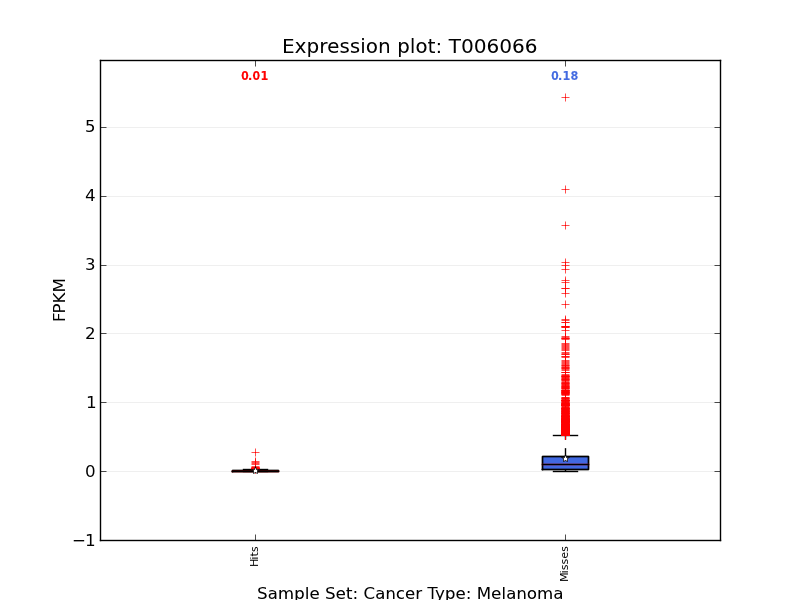 Expression plot: T006066
0.01
0.18
5
4
3
2
1
0
−1
FPKM
Hits
Misses
Sample Set: Cancer Type: Melanoma